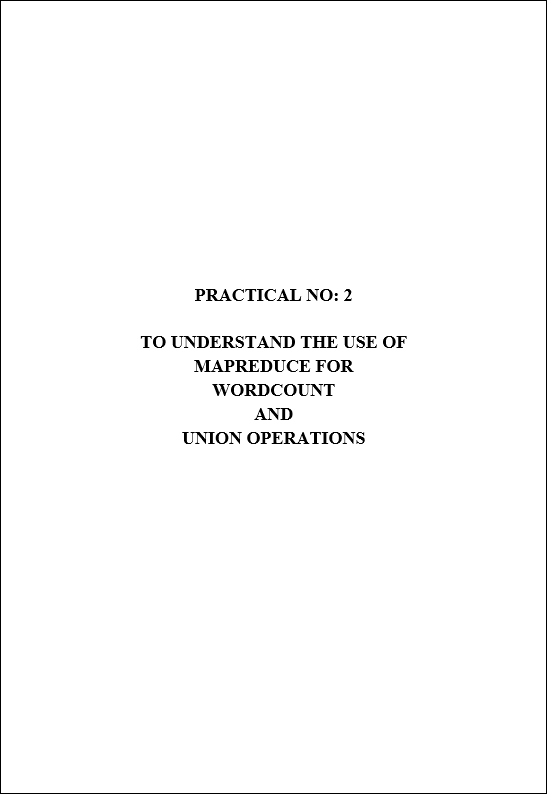 PRACTICAL NO: 2
TO UNDERSTAND THE USE OF
MAPREDUCE FOR
WORDCOUNT
AND
UNION OPERATIONS